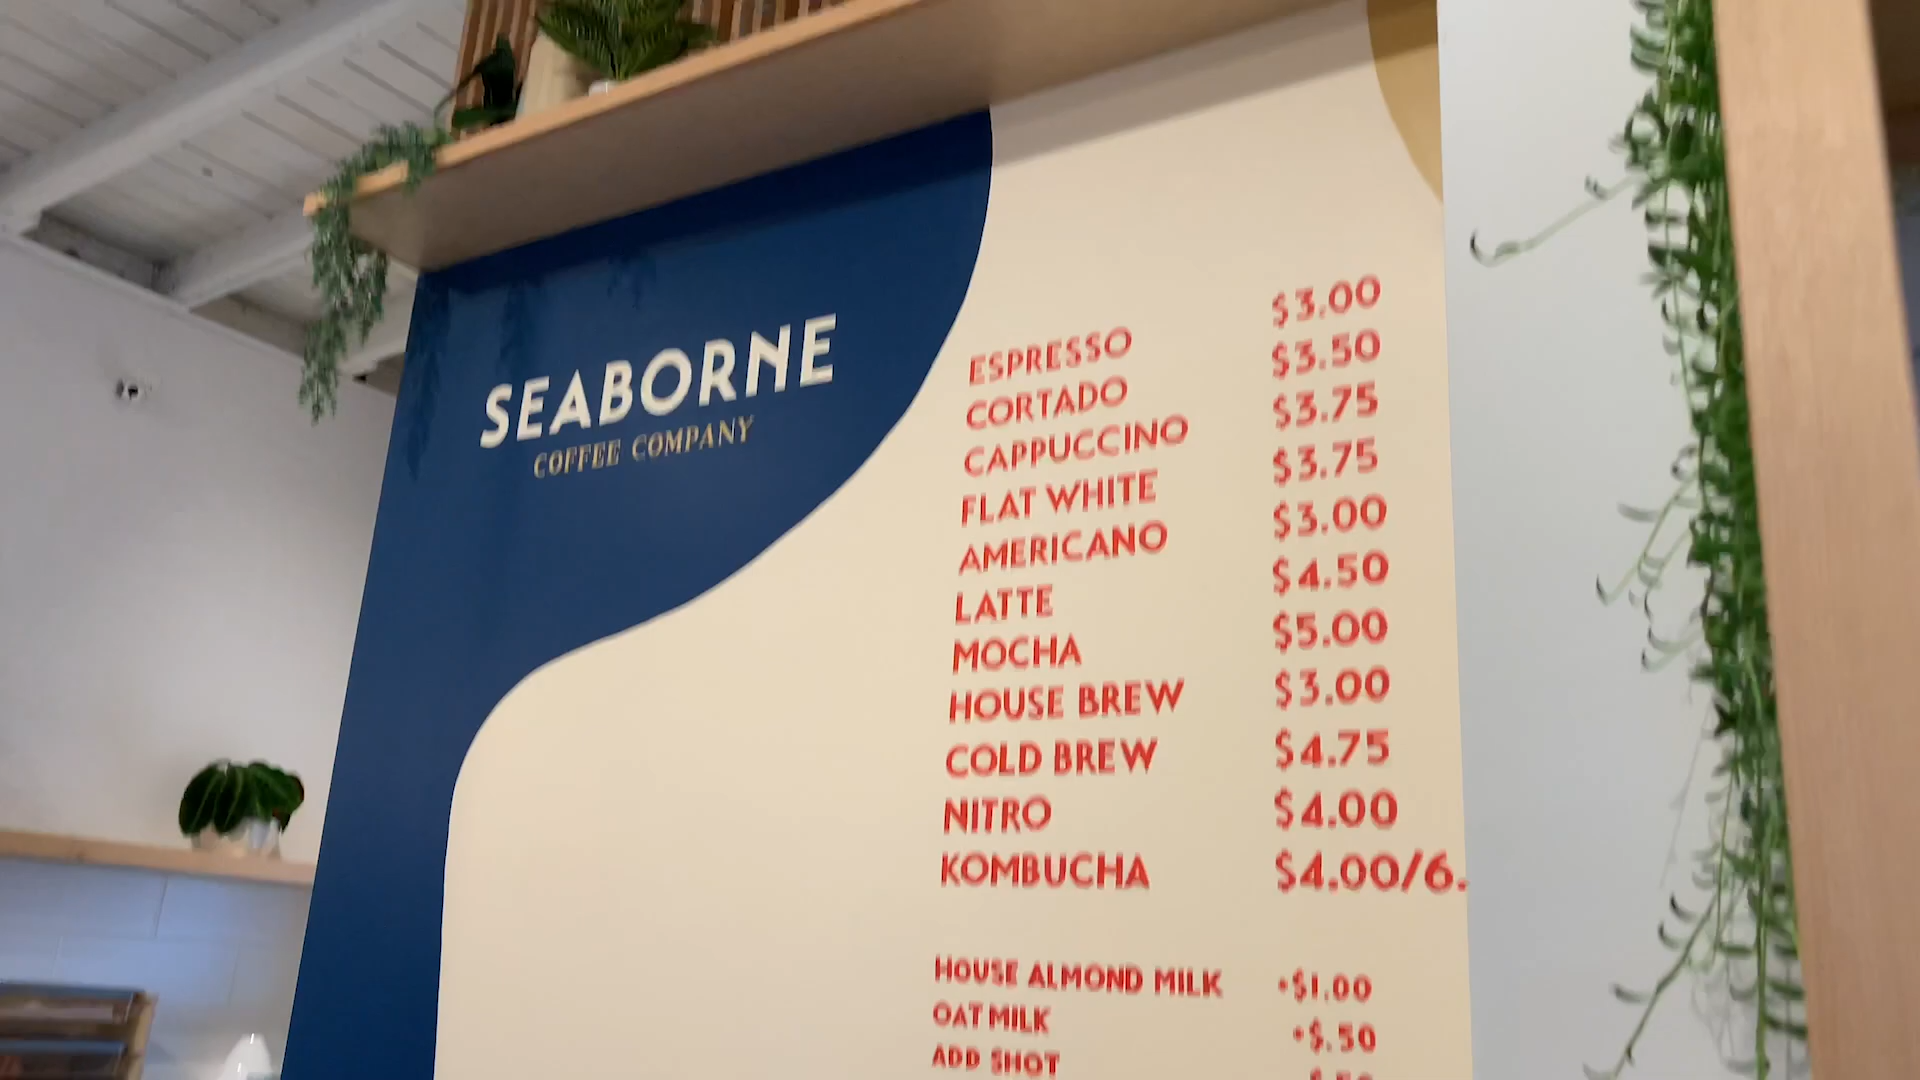 SEABORNE
COFFEE COMPANY
ESPRESSO $3.00
CORTADO $3.50
CAPPUCCINO $3.75
FLAT WHITE $3.75
AMERICANO $3.00
LATTE $4.50
MOCHA $5.00
HOUSE BREW $3.00
COLD BREW $4.75
NITRO $4.00
KOMBUCHA $4.00/6.
HOUSE ALMOND MILK +$1.00
OAT MILK +$.50
ADD SHOT